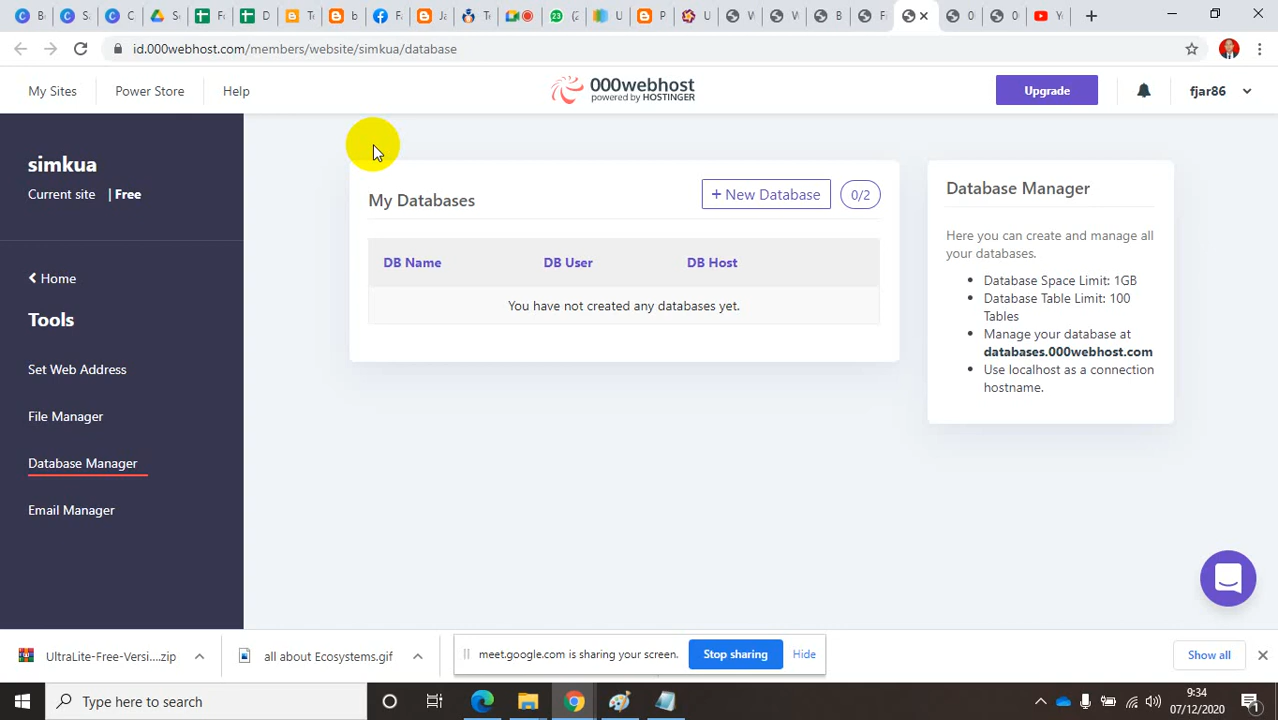 id.000webhost.com/members/website/simkua/database
My Sites
Power Store
Help
000webhost
powered by HOSTINGER
Upgrade
fjar86
simkua
Current site | Free
Home
Tools
Set Web Address
File Manager
Database Manager
Email Manager
My Databases
+ New Database
0/2
DB Name DB User DB Host
You have not created any databases yet.
Database Manager
Here you can create and manage all
your databases.
• Database Space Limit: 1GB
• Database Table Limit: 100
Tables
• Manage your database at
databases.000webhost.com
• Use localhost as a connection
hostname.
UltraLite-Free-Versi....zip
all about Ecosystems.gif
meet.google.com is sharing your screen.
Stop sharing
Hide
Show all
Type here to search
9:34
07/12/2020